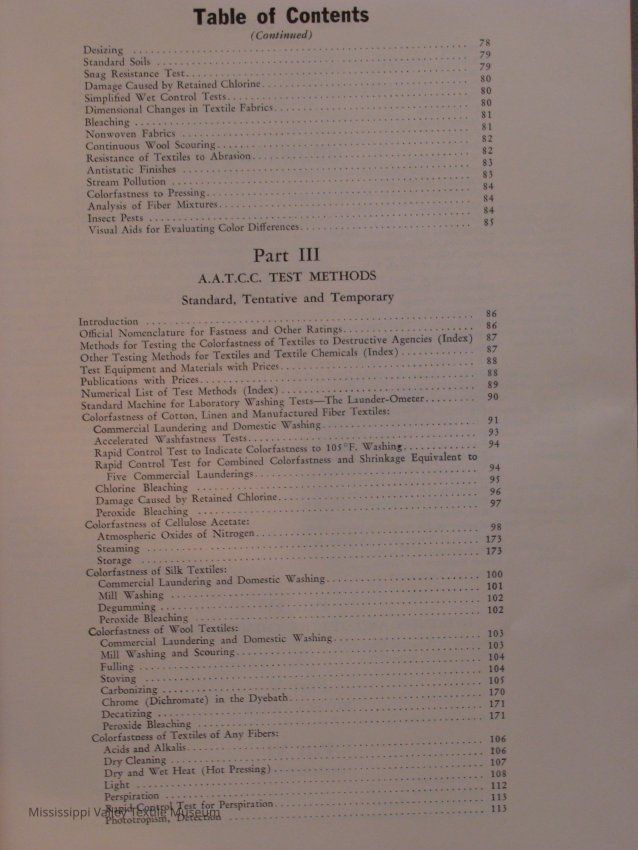 Table of Contents
(Continued)
Desizing 78
Standard Soils 79
Snag Resistance Test 79
Damage Caused by Retained Chlorine 80
Simplified Wet Control Tests 80
Dimensional Changes in Textile Fabrics 80
Bleaching 81
Nonwoven Fabrics 81
Continuous Wool Scouring 82
Resistance of Textiles to Abrasion 82
Antistatic Finishes 83
Stream Pollution 83
Colorfastness to Pressing 84
Analysis of Fiber Mixtures 84
Insect Pests 84
Visual Aids for Evaluating Color Differences 85
Part III
A.A.T.C.C. TEST METHODS
Standard, Tentative and Temporary
Introduction 86
Official Nomenclature for Fastness and Other Ratings 86
Methods for Testing the Colorfastness of Textiles to Destructive Agencies (Index) 87
Other Testing Methods for Textiles and Textile Chemicals (Index) 87
Test Equipment and Materials with Prices 88
Publications with Prices 88
Numerical List of Test Methods (Index) 89
Standard Machine for Laboratory Washing Tests—The Launder-Ometer 90
Colorfastness of Cotton, Linen and Manufactured Fiber Textiles:
Commercial Laundering and Domestic Washing 91
Accelerated Washfastness Tests 93
Rapid Control Test to Indicate Colorfastness to 105°F. Washing 94
Rapid Control Test for Combined Colorfastness and Shrinkage Equivalent to
Five Commercial Launderings 94
Chlorine Bleaching 95
Damage Caused by Retained Chlorine 96
Peroxide Bleaching 97
Colorfastness of Cellulose Acetate:
Atmospheric Oxides of Nitrogen 98
Steaming 173
Storage 173
Colorfastness of Silk Textiles:
Commercial Laundering and Domestic Washing 100
Mill Washing 101
Degumming 102
Peroxide Bleaching 102
Colorfastness of Wool Textiles:
Commercial Laundering and Domestic Washing 103
Mill Washing and Scouring 103
Fulling 104
Stoving 104
Carbonizing 105
Chrome (Dichromate) in the Dyebath 170
Decatizing 171
Peroxide Bleaching 171
Colorfastness of Textiles of Any Fibers:
Acids and Alkalis 106
Dry Cleaning 106
Dry and Wet Heat (Hot Pressing) 107
Light 108
Perspiration 112
Rapid Control Test for Perspiration 113
Phototropism, Detection 113
Mississippi Valley Textile Museum